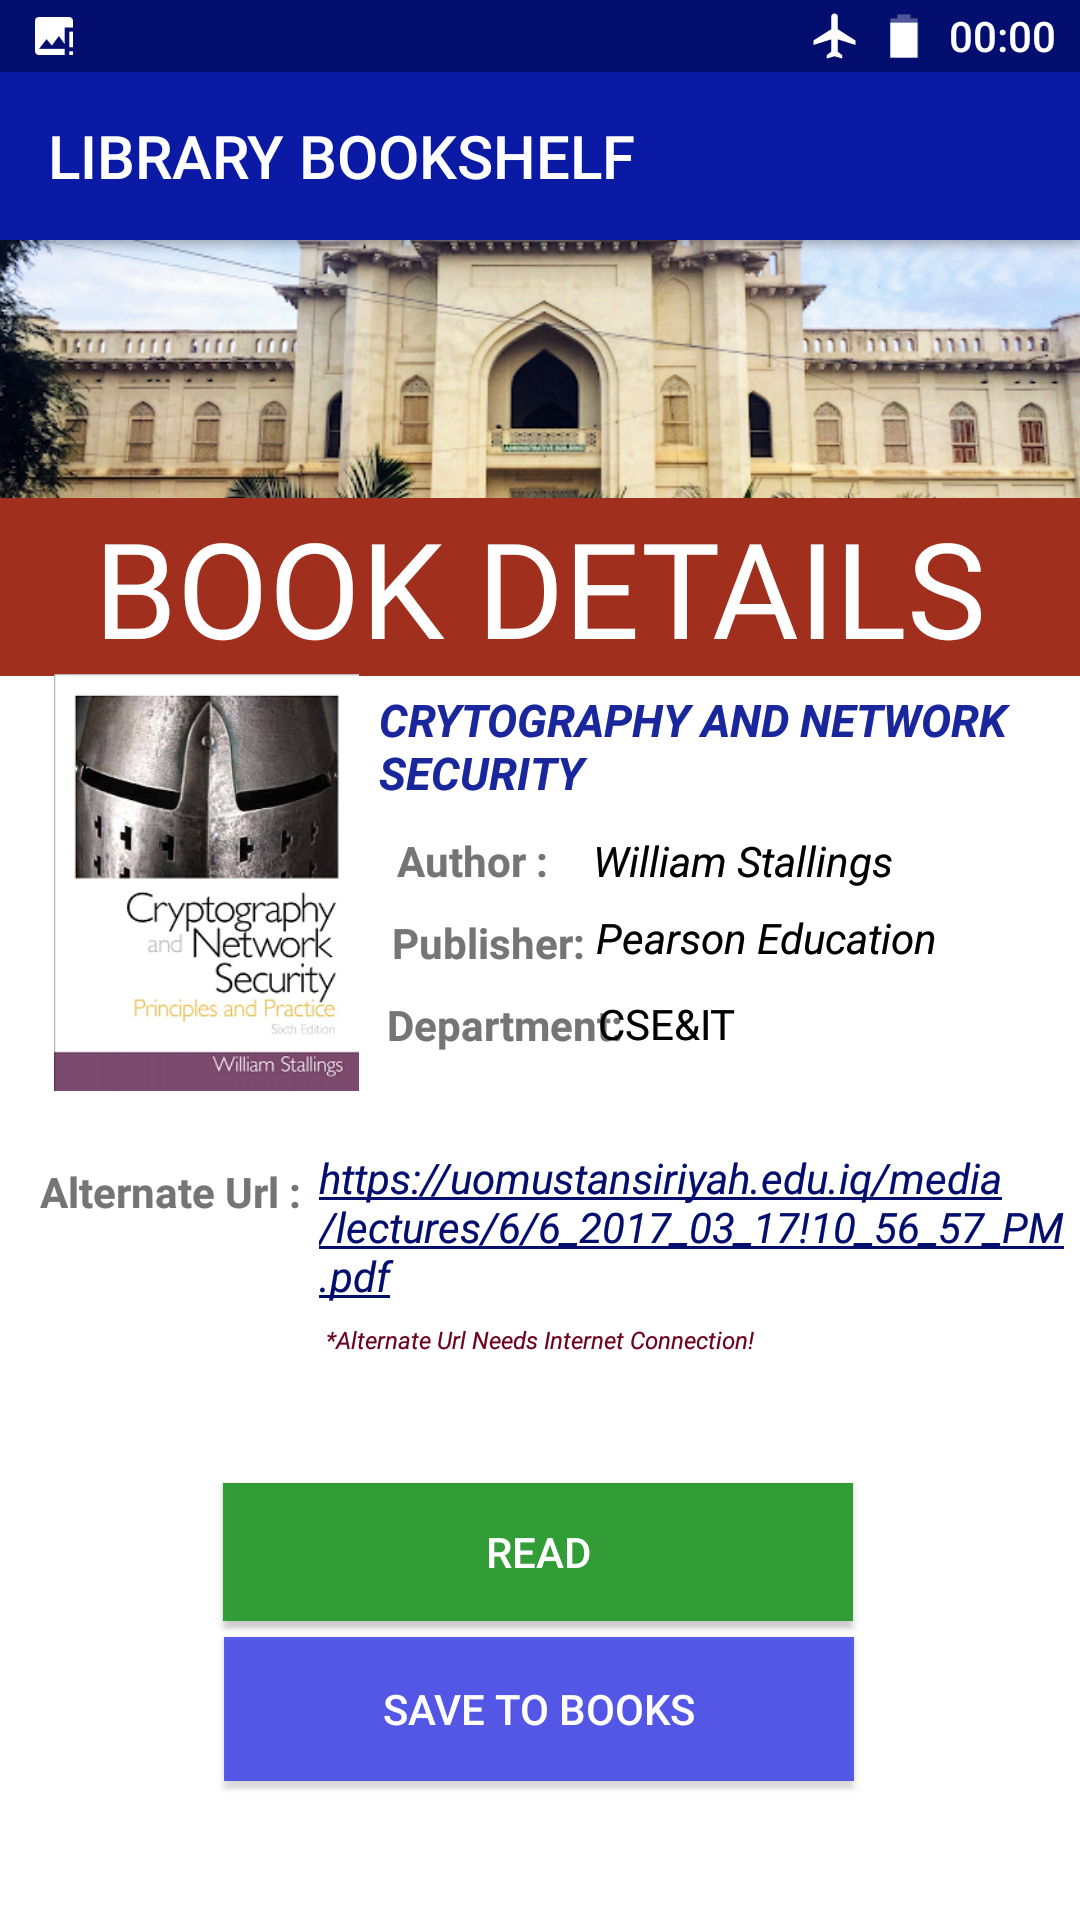 00:00
LIBRARY BOOKSHELF
BOOK DETAILS
Cryptography
and Network
Security
Principles and Practice
Sixth Edition
William Stallings
CRYTOGRAPHY AND NETWORK
SECURITY
Author : William Stallings
Publisher: Pearson Education
Department: CSE&IT
Alternate Url : https://uomustansiriyah.edu.iq/media
/lectures/6/6_2017_03_17!10_56_57_PM
.pdf
*Alternate Url Needs Internet Connection!
READ
SAVE TO BOOKS